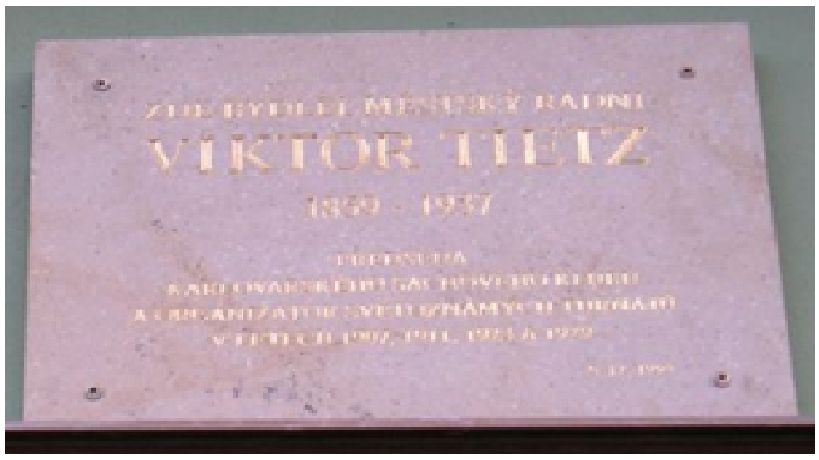 ZDE BYDLEL MĚSTSKÝ RADNÍ
VIKTOR TIETZ
1859 - 1937
PŘEDSEDA
KARLOVARSKÉHO ŠACHOVÉHO KLUBU
A ORGANIZÁTOR SVĚTOZNÁMÝCH TURNAJŮ
V LETECH 1907, 1911, 1923 A 1929
1999